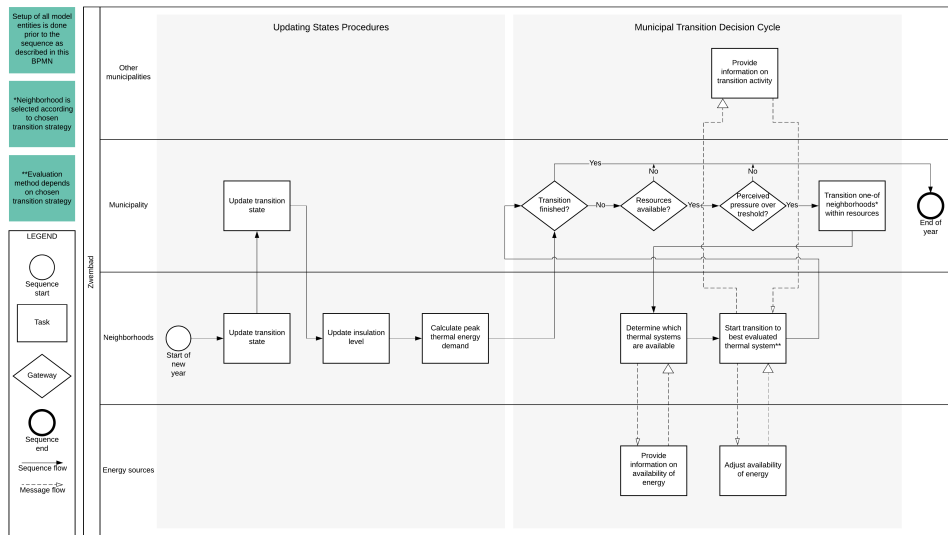 Setup of all model
entities is done
prior to the
sequence as
described in this
BPMN
*Neighborhood is
selected according
to chosen
transition strategy
**Evaluation
method depends
on chosen
transition strategy
LEGEND
Sequence
start
Task
Gateway
Sequence
end
Sequence flow
Message flow
Zwembad
Updating States Procedures
Municipal Transition Decision Cycle
Other
municipalities
Provide
information on
transition activity
Municipality
Update transition
state
Transition
finished?
Yes
No
Resources
available?
No
Yes
Perceived
pressure over
treshold?
No
Yes
Transition one-of
neighborhoods*
within resources
End of
year
Neighborhoods
Start of
new
year
Update transition
state
Update insulation
level
Calculate peak
thermal energy
demand
Determine which
thermal systems
are available
Start transition to
best evaluated
thermal system**
Energy sources
Provide
information on
availability of
energy
Adjust availability
of energy